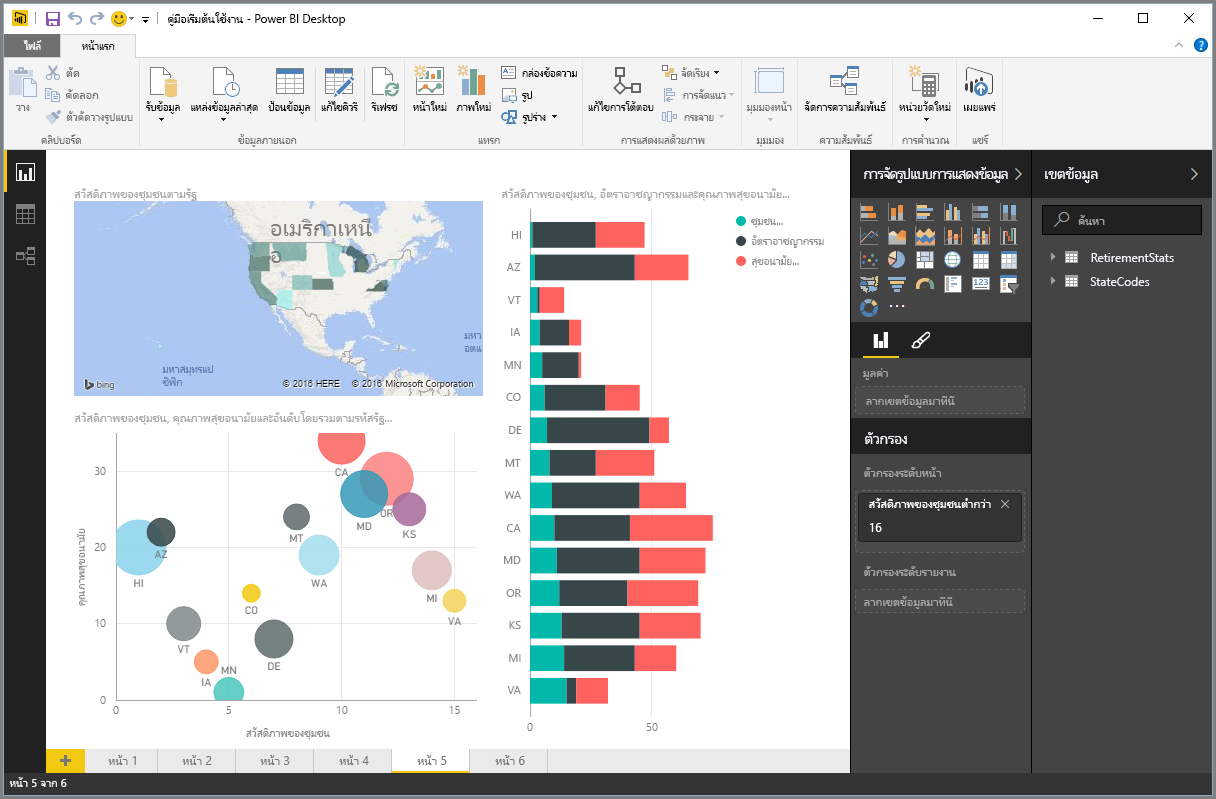 คู่มือเริ่มต้นใช้งาน - Power BI Desktop
ไฟล์
หน้าแรก
วาง
ตัด
คัดลอก
ตัวคัดวางรูปแบบ
คลิปบอร์ด
รับข้อมูล
แหล่งข้อมูลล่าสุด
ป้อนข้อมูล
แก้ไขคิวรี
รีเฟรช
ข้อมูลภายนอก
หน้าใหม่
ภาพใหม่
กล่องข้อความ
รูป
รูปร่าง
แทรก
แก้ไขการโต้ตอบ
จัดเรียง
การจัดแนว
กระจาย
การแสดงผลด้วยภาพ
มุมมองหน้า
มุมมอง
จัดการความสัมพันธ์
ความสัมพันธ์
หน่วยวัดใหม่
การคำนวณ
เผยแพร่
แชร์
สวัสดิภาพของชุมชนตามรัฐ
อเมริกาเหนื
อ
มหาสมุทรแป
ซิฟิก
มหา
อตแ
bing
© 2016 HERE © 2016 Microsoft Corporation
สวัสดิภาพของชุมชน, คุณภาพสุขอนามัยและอันดับโดยรวมตามรหัสรัฐ...
คุณภาพสุขอนามัย
30
20
10
0
CA
OR
MD
KS
MT
AZ
HI
WA
MI
CO
VA
VT
DE
IA
MN
0
5
10
15
สวัสดิภาพของชุมชน
สวัสดิภาพของชุมชน, อัตราอาชญากรรมและคุณภาพสุขอนามัย...
ชุมชน...
อัตราอาชญากรรม
สุขอนามัย...
HI
AZ
VT
IA
MN
CO
DE
MT
WA
CA
MD
OR
KS
MI
VA
0
50
การจัดรูปแบบการแสดงข้อมูล
123
มูลค่า
ลากเขตข้อมูลมาที่นี่
ตัวกรอง
ตัวกรองระดับหน้า
สวัสดิภาพของชุมชนต่ำกว่า
16
ตัวกรองระดับรายงาน
ลากเขตข้อมูลมาที่นี่
เขตข้อมูล
ค้นหา
RetirementStats
StateCodes
หน้า 1
หน้า 2
หน้า 3
หน้า 4
หน้า 5
หน้า 6
หน้า 5 จาก 6